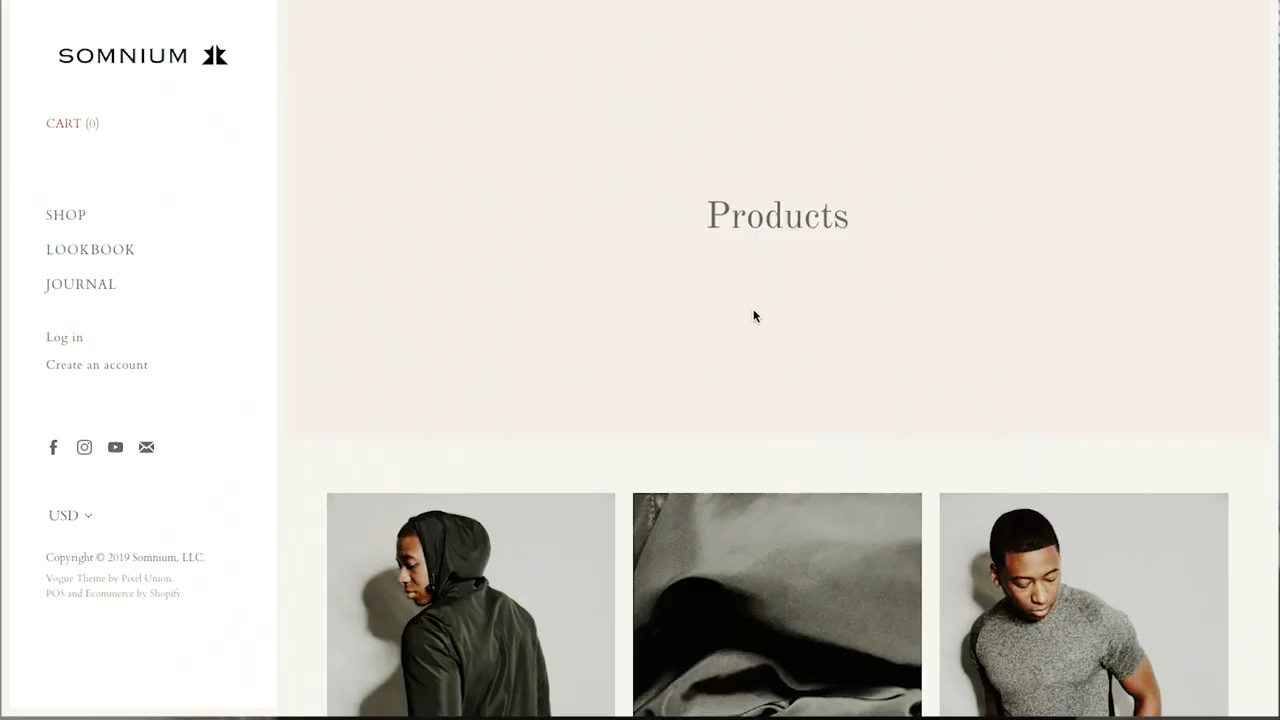 SOMNIUM
CART (0)
SHOP
LOOKBOOK
JOURNAL
Log in
Create an account
USD
Copyright © 2019 Somnium, LLC.
Vogue Theme by Pixel Union.
POS and Ecommerce by Shopify
Products